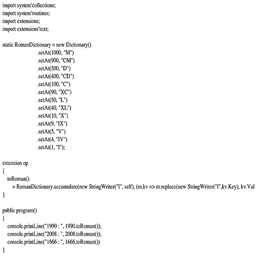 import system'collections;
import system'routines;
import extensions;
import extensions'text;
static RomanDictionary = new Dictionary()
.setAt(1000, "M")
.setAt(900, "CM")
.setAt(500, "D")
.setAt(400, "CD")
.setAt(100, "C")
.setAt(90, "XC")
.setAt(50, "L")
.setAt(40, "XL")
.setAt(10, "X")
.setAt(9, "IX")
.setAt(5, "V")
.setAt(4, "IV")
.setAt(1, "I");
extension op
{
toRoman()
= RomanDictionary.accumulate(new StringWriter("I", self), (m,kv => m.replace(new StringWriter("I",kv.Key), kv.Val
}
public program()
{
console.printLine("1990 : ", 1990.toRoman());
console.printLine("2008 : ", 2008.toRoman());
console.printLine("1666 : ", 1666.toRoman())
}